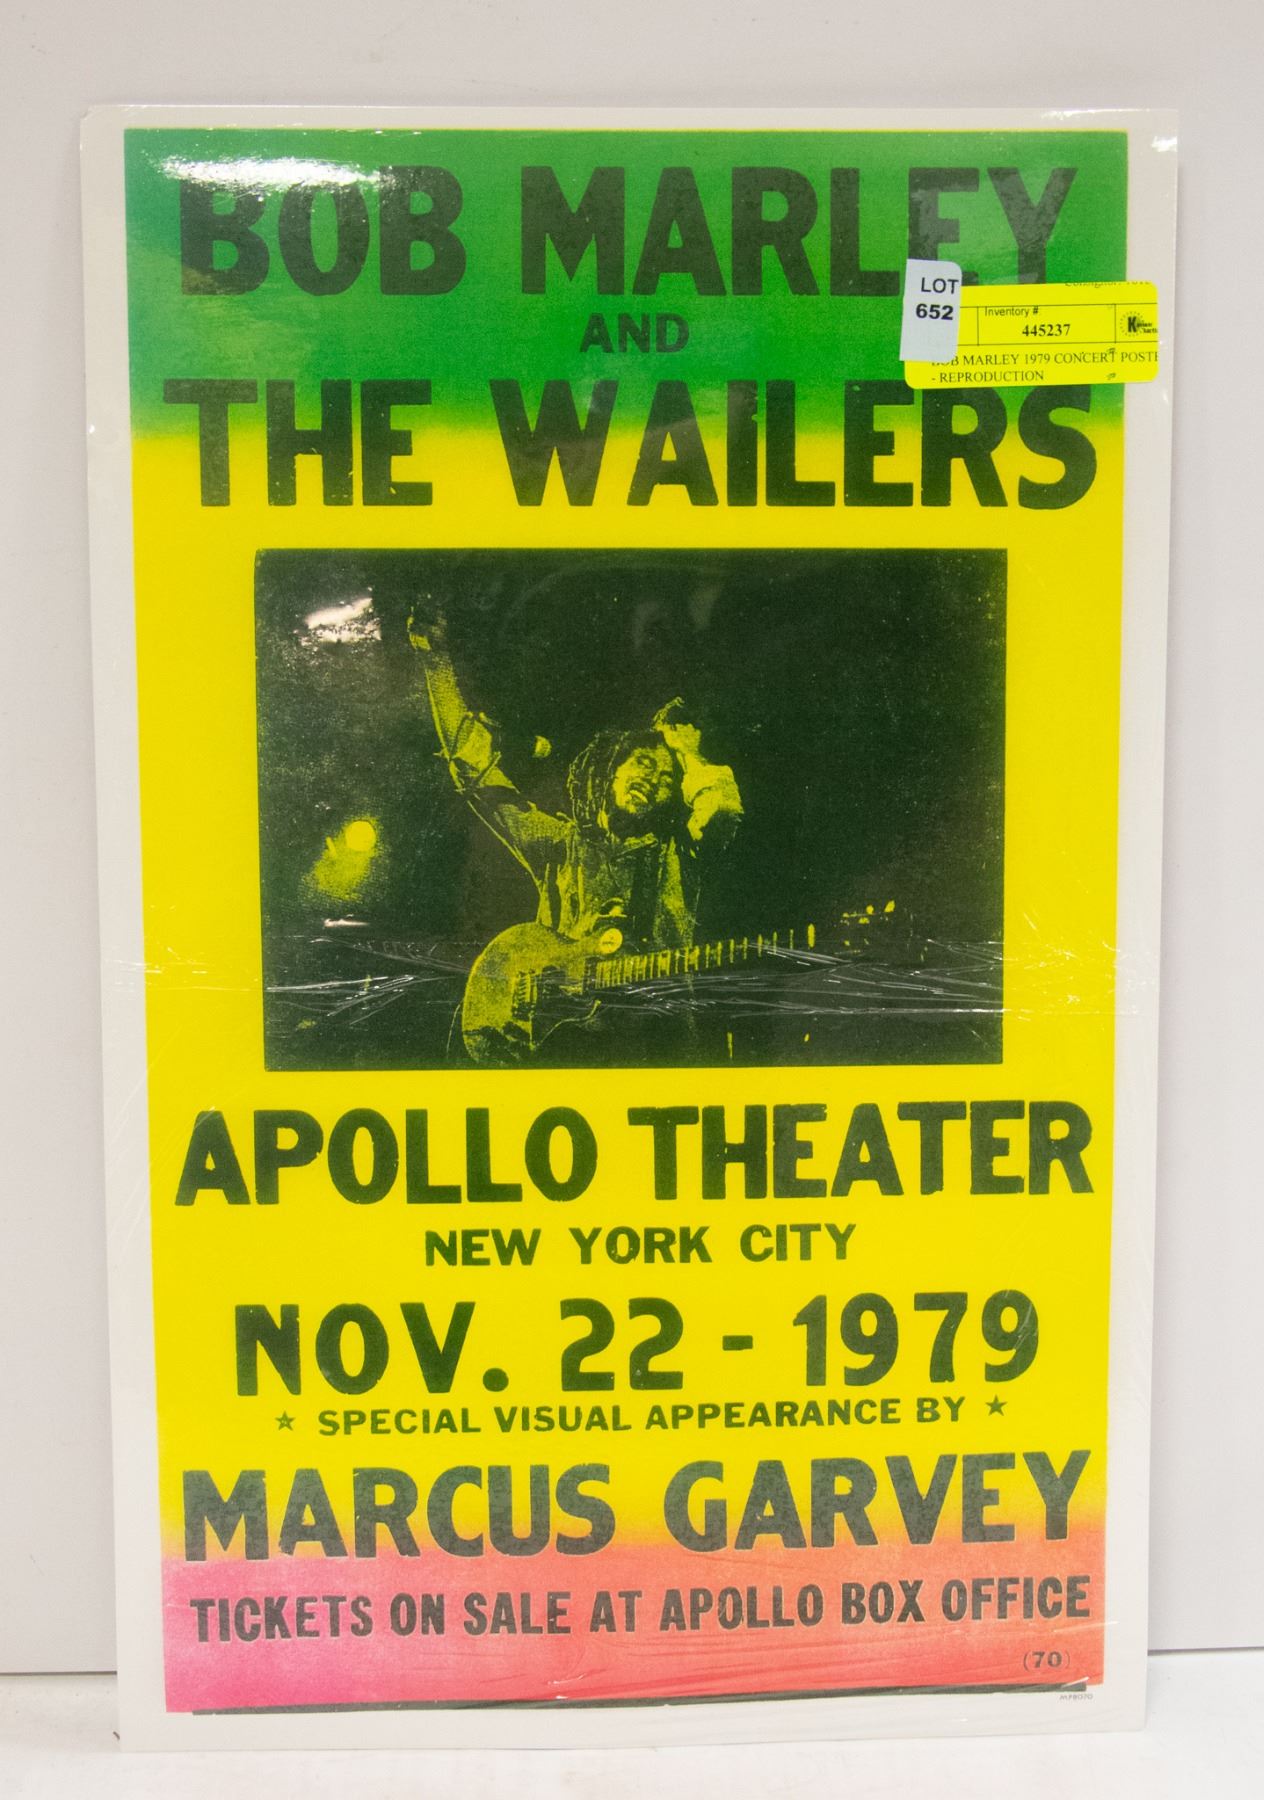 BOB MARLEY
AND
THE WAILERS
LOT
652
Inventory #
445237
BOB MARLEY 1979 CONCERT POSTE
- REPRODUCTION
APOLLO THEATER
NEW YORK CITY
NOV. 22 - 1979
☆ SPECIAL VISUAL APPEARANCE BY ★
MARCUS GARVEY
TICKETS ON SALE AT APOLLO BOX OFFICE
(70)
MPB070